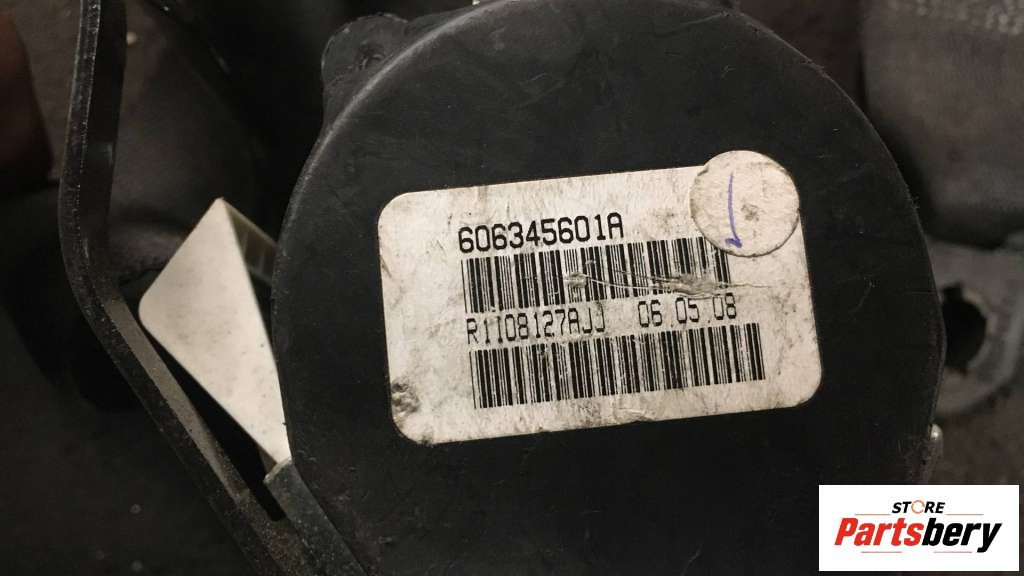 606345601A
R1108127AJJ 06 05 08
STORE
Partsbery